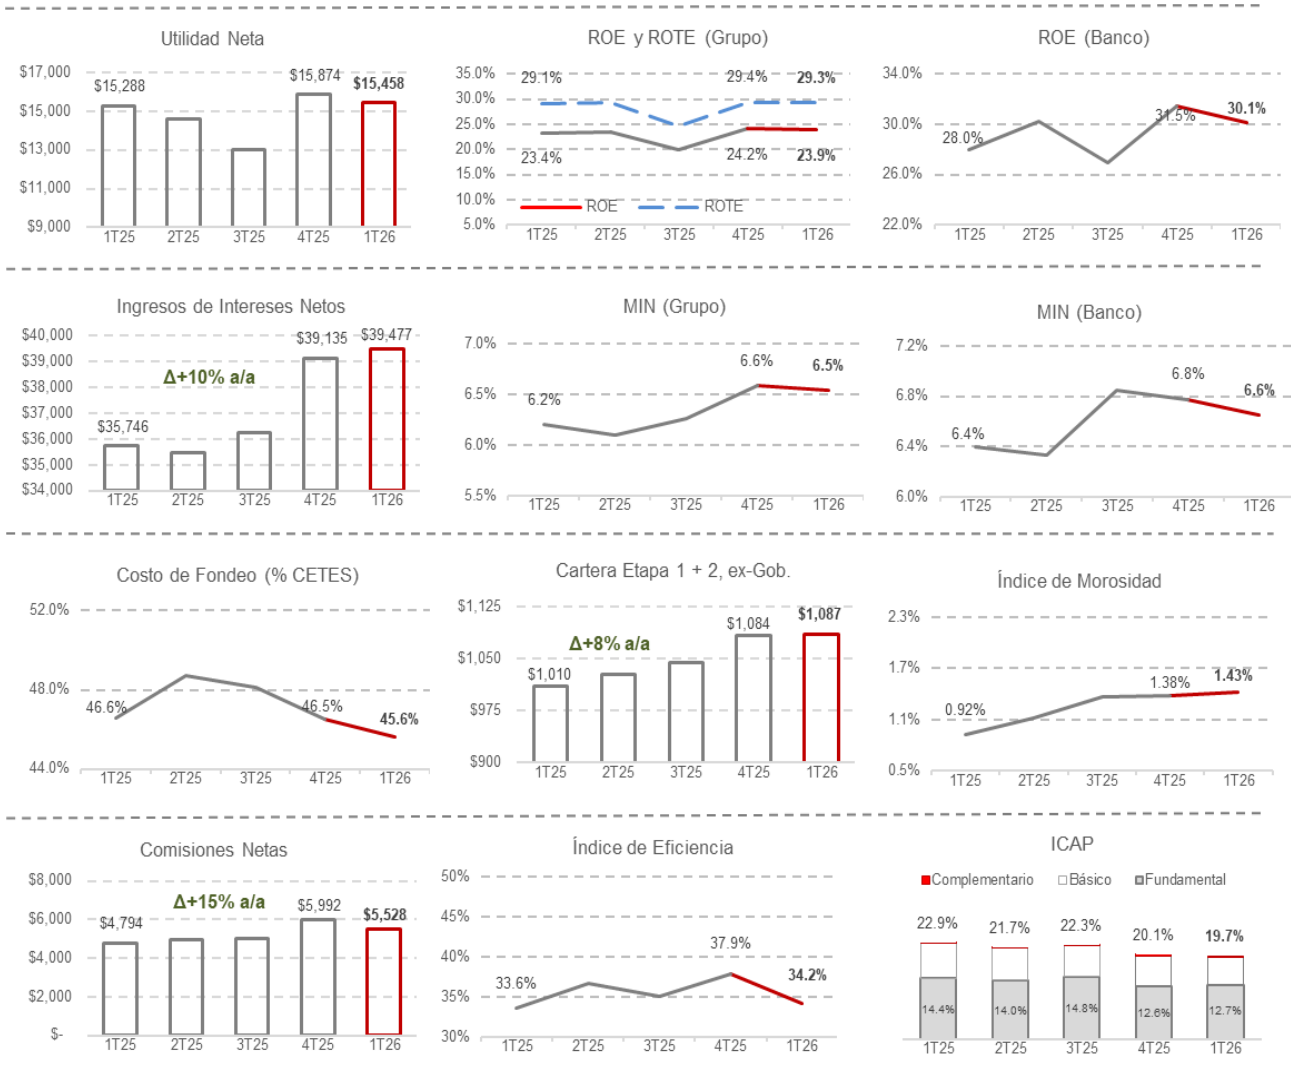 Utilidad Neta
$17,000
$15,000
$13,000
$11,000
$9,000
$15,288
$15,874
$15,458
1T25 2T25 3T25 4T25 1T26
ROE y ROTE (Grupo)
35.0%
30.0%
25.0%
20.0%
15.0%
10.0%
5.0%
29.1% 29.4% 29.3%
23.4% 24.2% 23.9%
ROE ROTE
1T25 2T25 3T25 4T25 1T26
ROE (Banco)
34.0%
30.0%
26.0%
22.0%
28.0% 31.5% 30.1%
1T25 2T25 3T25 4T25 1T26
Ingresos de Intereses Netos
$40,000
$39,000
$38,000
$37,000
$36,000
$35,000
$34,000
$39,135 $39,477
Δ+10% a/a
$35,746
1T25 2T25 3T25 4T25 1T26
MIN (Grupo)
7.0%
6.5%
6.0%
5.5%
6.2% 6.6% 6.5%
1T25 2T25 3T25 4T25 1T26
MIN (Banco)
7.2%
6.8%
6.4%
6.0%
6.4% 6.8% 6.6%
1T25 2T25 3T25 4T25 1T26
Costo de Fondeo (% CETES)
52.0%
48.0%
44.0%
46.6% 46.5% 45.6%
1T25 2T25 3T25 4T25 1T26
Cartera Etapa 1 + 2, ex-Gob.
$1,125
$1,050
$975
$900
Δ+8% a/a
$1,010 $1,084 $1,087
1T25 2T25 3T25 4T25 1T26
Índice de Morosidad
2.3%
1.7%
1.1%
0.5%
0.92% 1.38% 1.43%
1T25 2T25 3T25 4T25 1T26
Comisiones Netas
$8,000
$6,000
$4,000
$2,000
$-
Δ+15% a/a
$4,794 $5,992 $5,528
1T25 2T25 3T25 4T25 1T26
Índice de Eficiencia
50%
45%
40%
35%
30%
33.6% 37.9% 34.2%
1T25 2T25 3T25 4T25 1T26
ICAP
Complementario Básico Fundamental
22.9% 21.7% 22.3% 20.1% 19.7%
14.4% 14.0% 14.8% 12.6% 12.7%
1T25 2T25 3T25 4T25 1T26